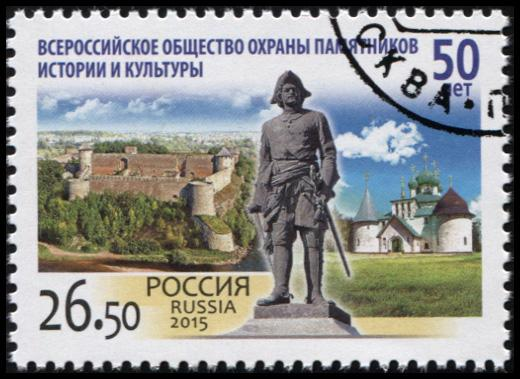 ВСЕРОССИЙСКОЕ ОБЩЕСТВО ОХРАНЫ ПАМЯТНИКОВ
ИСТОРИИ И КУЛЬТУРЫ
50
ЛЕТ
СКВА-П
РОССИЯ
RUSSIA
2015
26.50